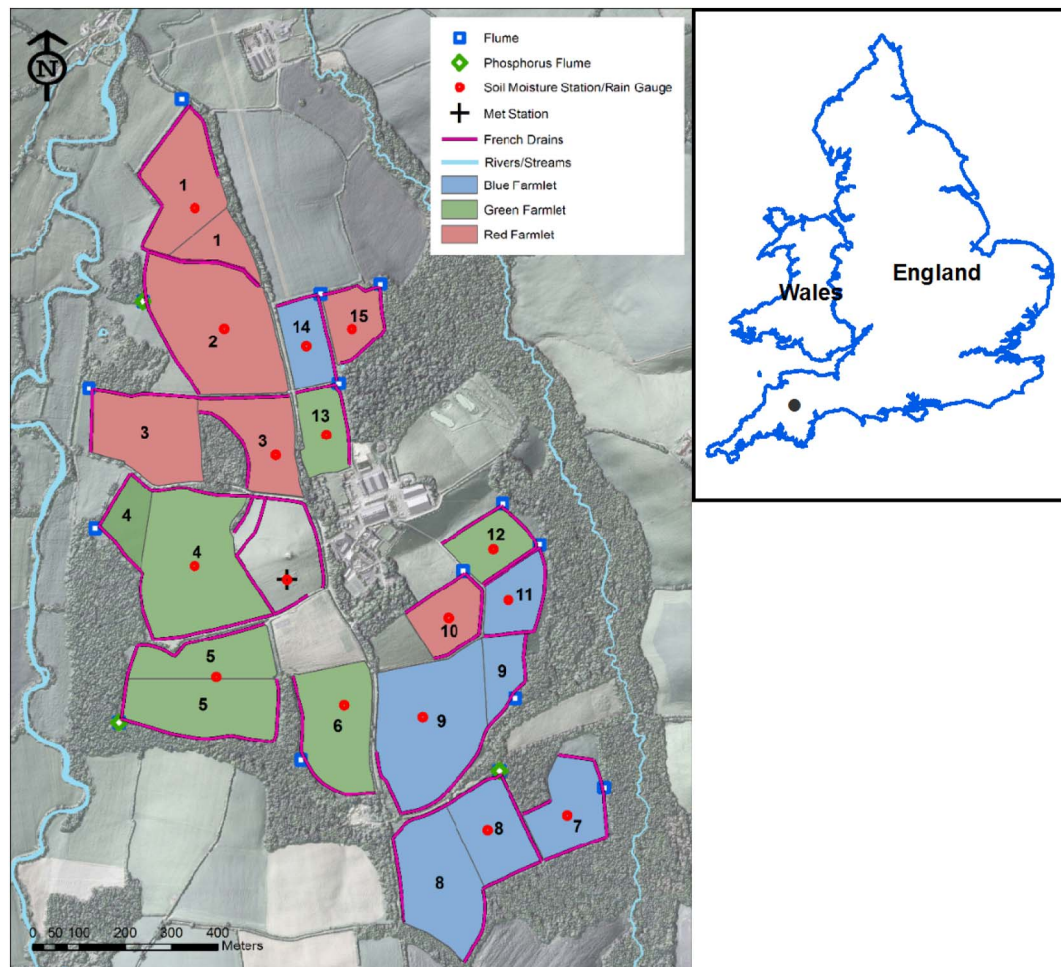 N
Flume
Phosphorus Flume
Soil Moisture Station/Rain Gauge
Met Station
French Drains
Rivers/Streams
Blue Farmlet
Green Farmlet
Red Farmlet
1
1
2
14
15
3
3
13
4
4
12
11
10
5
5
6
9
9
8
7
8
0 50 100 200 300 400
Meters
England
Wales